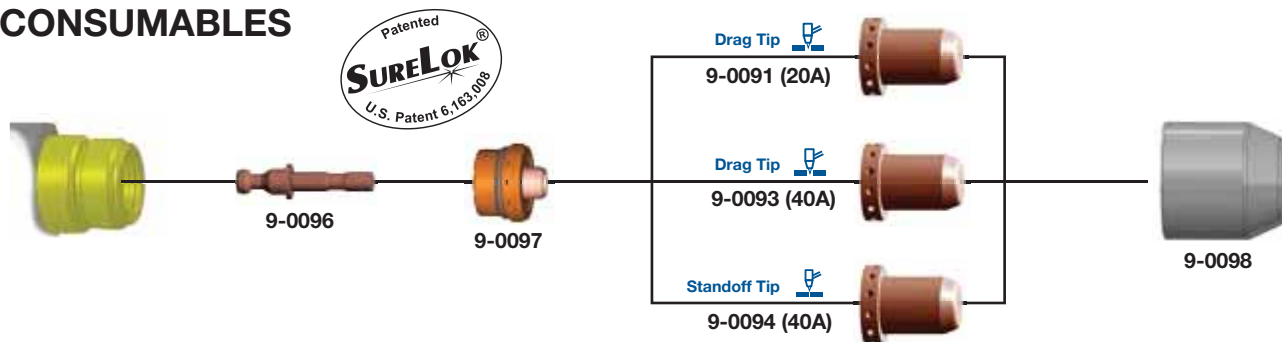 CONSUMABLES
Patented
SURELOK®
U.S. Patent 6,163,008
Drag Tip
9-0091 (20A)
Drag Tip
9-0093 (40A)
Standoff Tip
9-0094 (40A)
9-0096
9-0097
9-0098